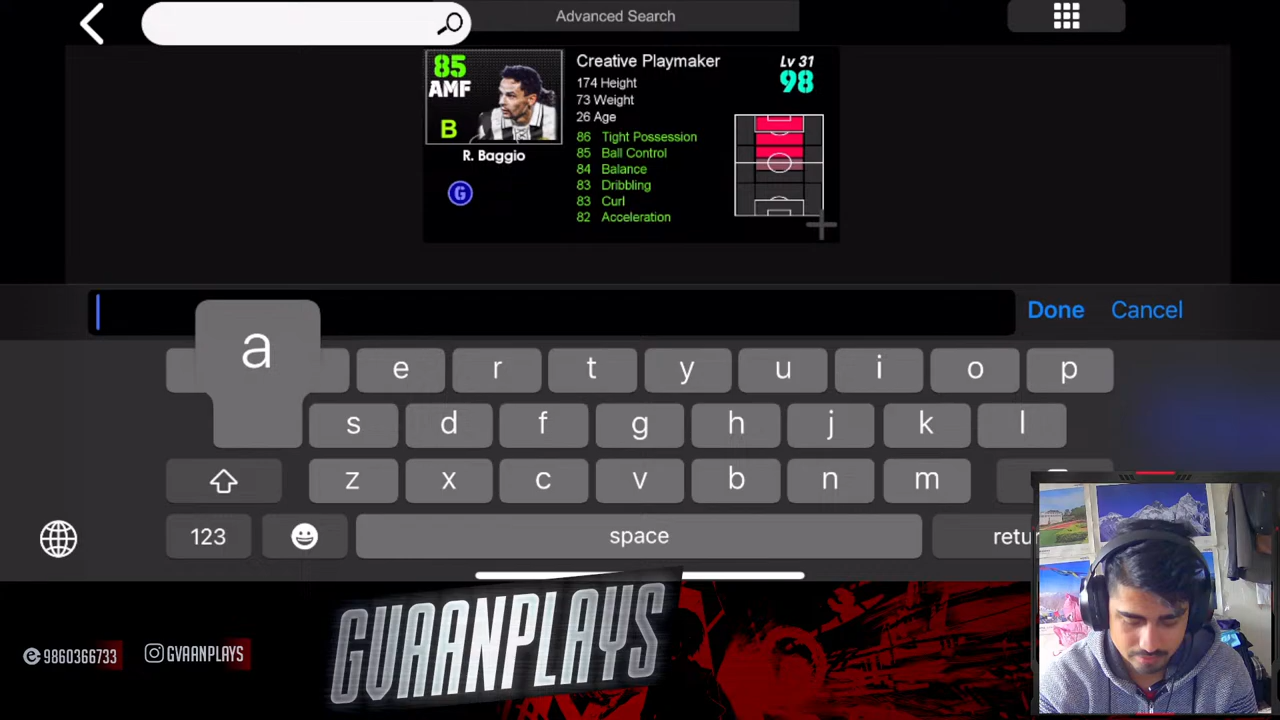 Advanced Search
85
AMF
B
R. Baggio
G
Creative Playmaker
174 Height
73 Weight
26 Age
86 Tight Possession
85 Ball Control
84 Balance
83 Dribbling
83 Curl
82 Acceleration
Lv 31
98
Done
Cancel
a
e r t y u i o p
s d f g h j k l
z x c v b n m
123
space
9860366733
GVAANPLAYS
GVAANPLAYS